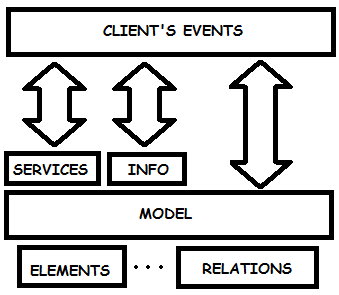 CLIENT'S EVENTS
SERVICES INFO
MODEL
ELEMENTS . . . RELATIONS